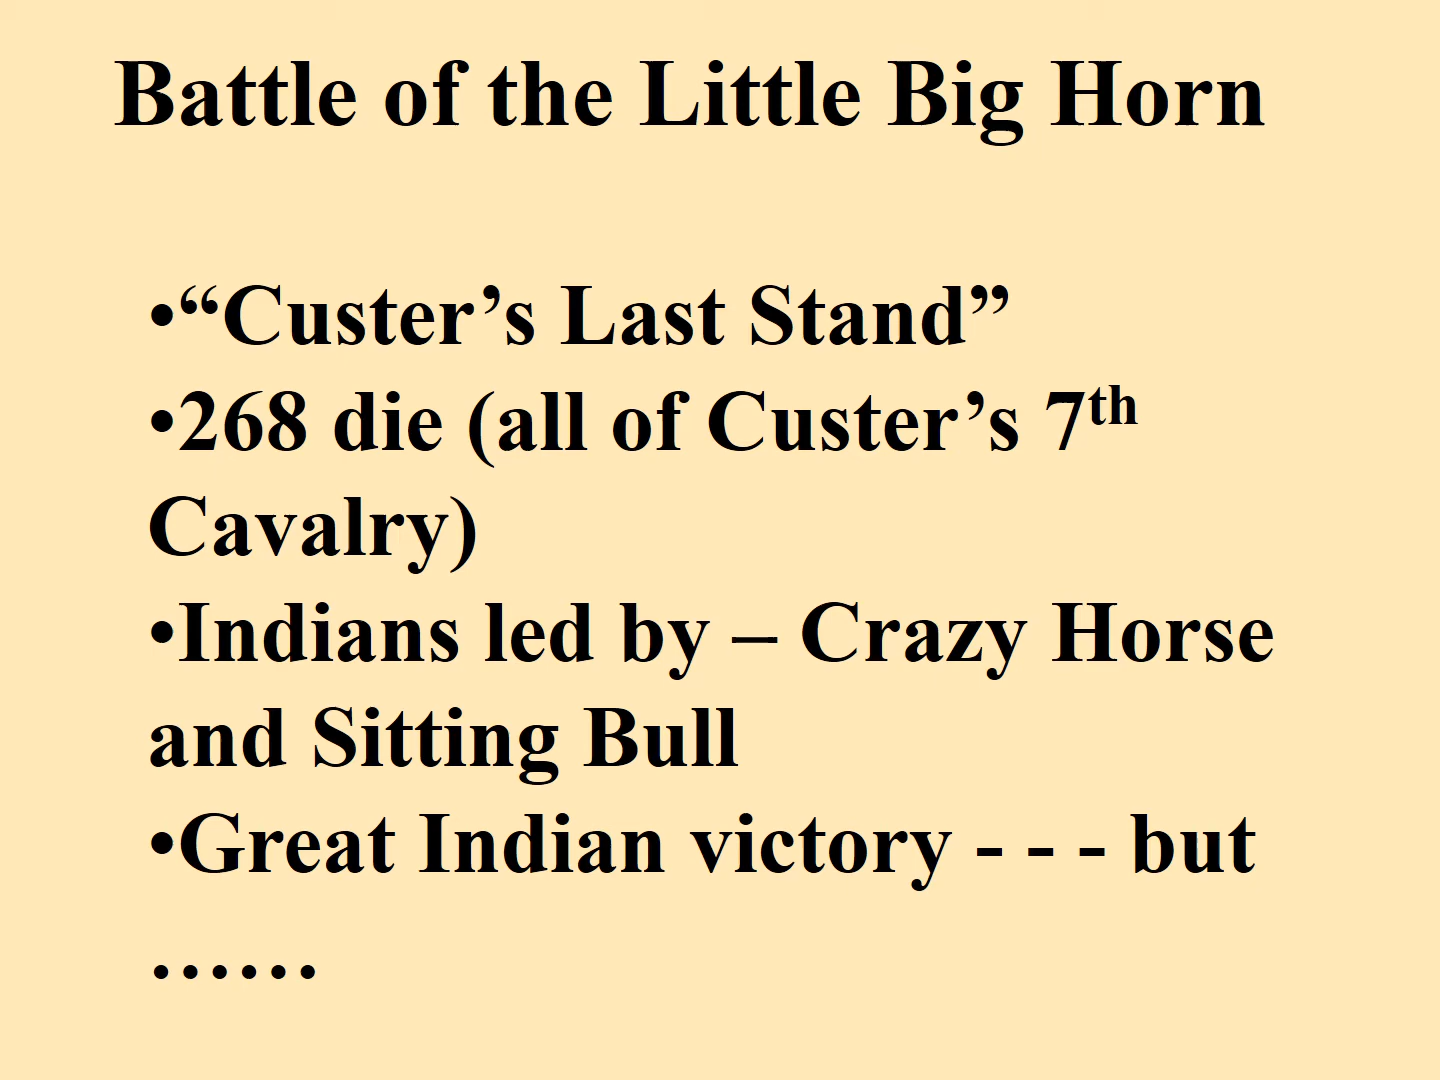 Battle of the Little Big Horn
•“Custer’s Last Stand”
•268 die (all of Custer’s 7th
Cavalry)
•Indians led by – Crazy Horse
and Sitting Bull
•Great Indian victory - - - but
……